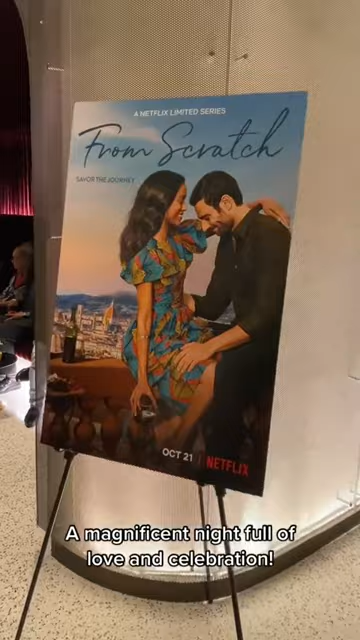 A NETFLIX LIMITED SERIES
From Scratch
SAVOR THE JOURNEY
OCT 21 | NETFLIX
A magnificent night full of
love and celebration!